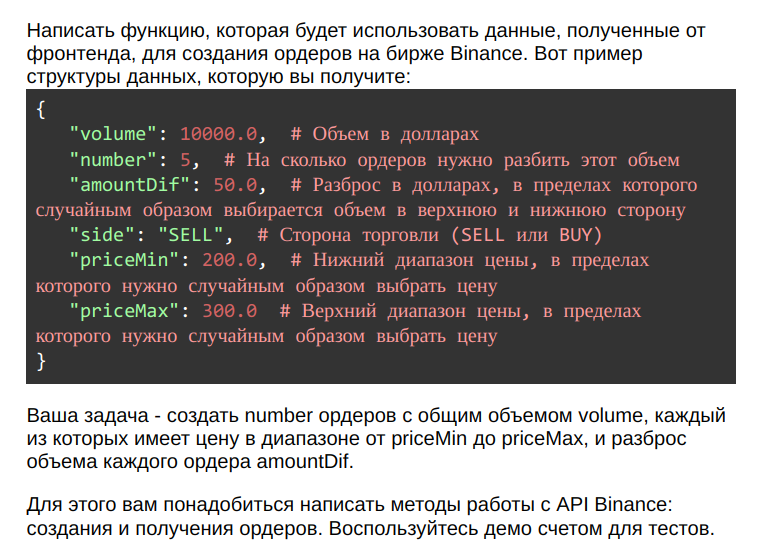 Написать функцию, которая будет использовать данные, полученные от
фронтенда, для создания ордеров на бирже Binance. Вот пример
структуры данных, которую вы получите:
{
   "volume": 10000.0,  # Объем в долларах
   "number": 5,  # На сколько ордеров нужно разбить этот объем
   "amountDif": 50.0,  # Разброс в долларах, в пределах которого
случайным образом выбирается объем в верхнюю и нижнюю сторону
   "side": "SELL",  # Сторона торговли (SELL или BUY)
   "priceMin": 200.0,  # Нижний диапазон цены, в пределах
которого нужно случайным образом выбрать цену
   "priceMax": 300.0  # Верхний диапазон цены, в пределах
которого нужно случайным образом выбрать цену
}
Ваша задача - создать number ордеров с общим объемом volume, каждый
из которых имеет цену в диапазоне от priceMin до priceMax, и разброс
объема каждого ордера amountDif.
Для этого вам понадобиться написать методы работы с API Binance:
создания и получения ордеров. Воспользуйтесь демо счетом для тестов.